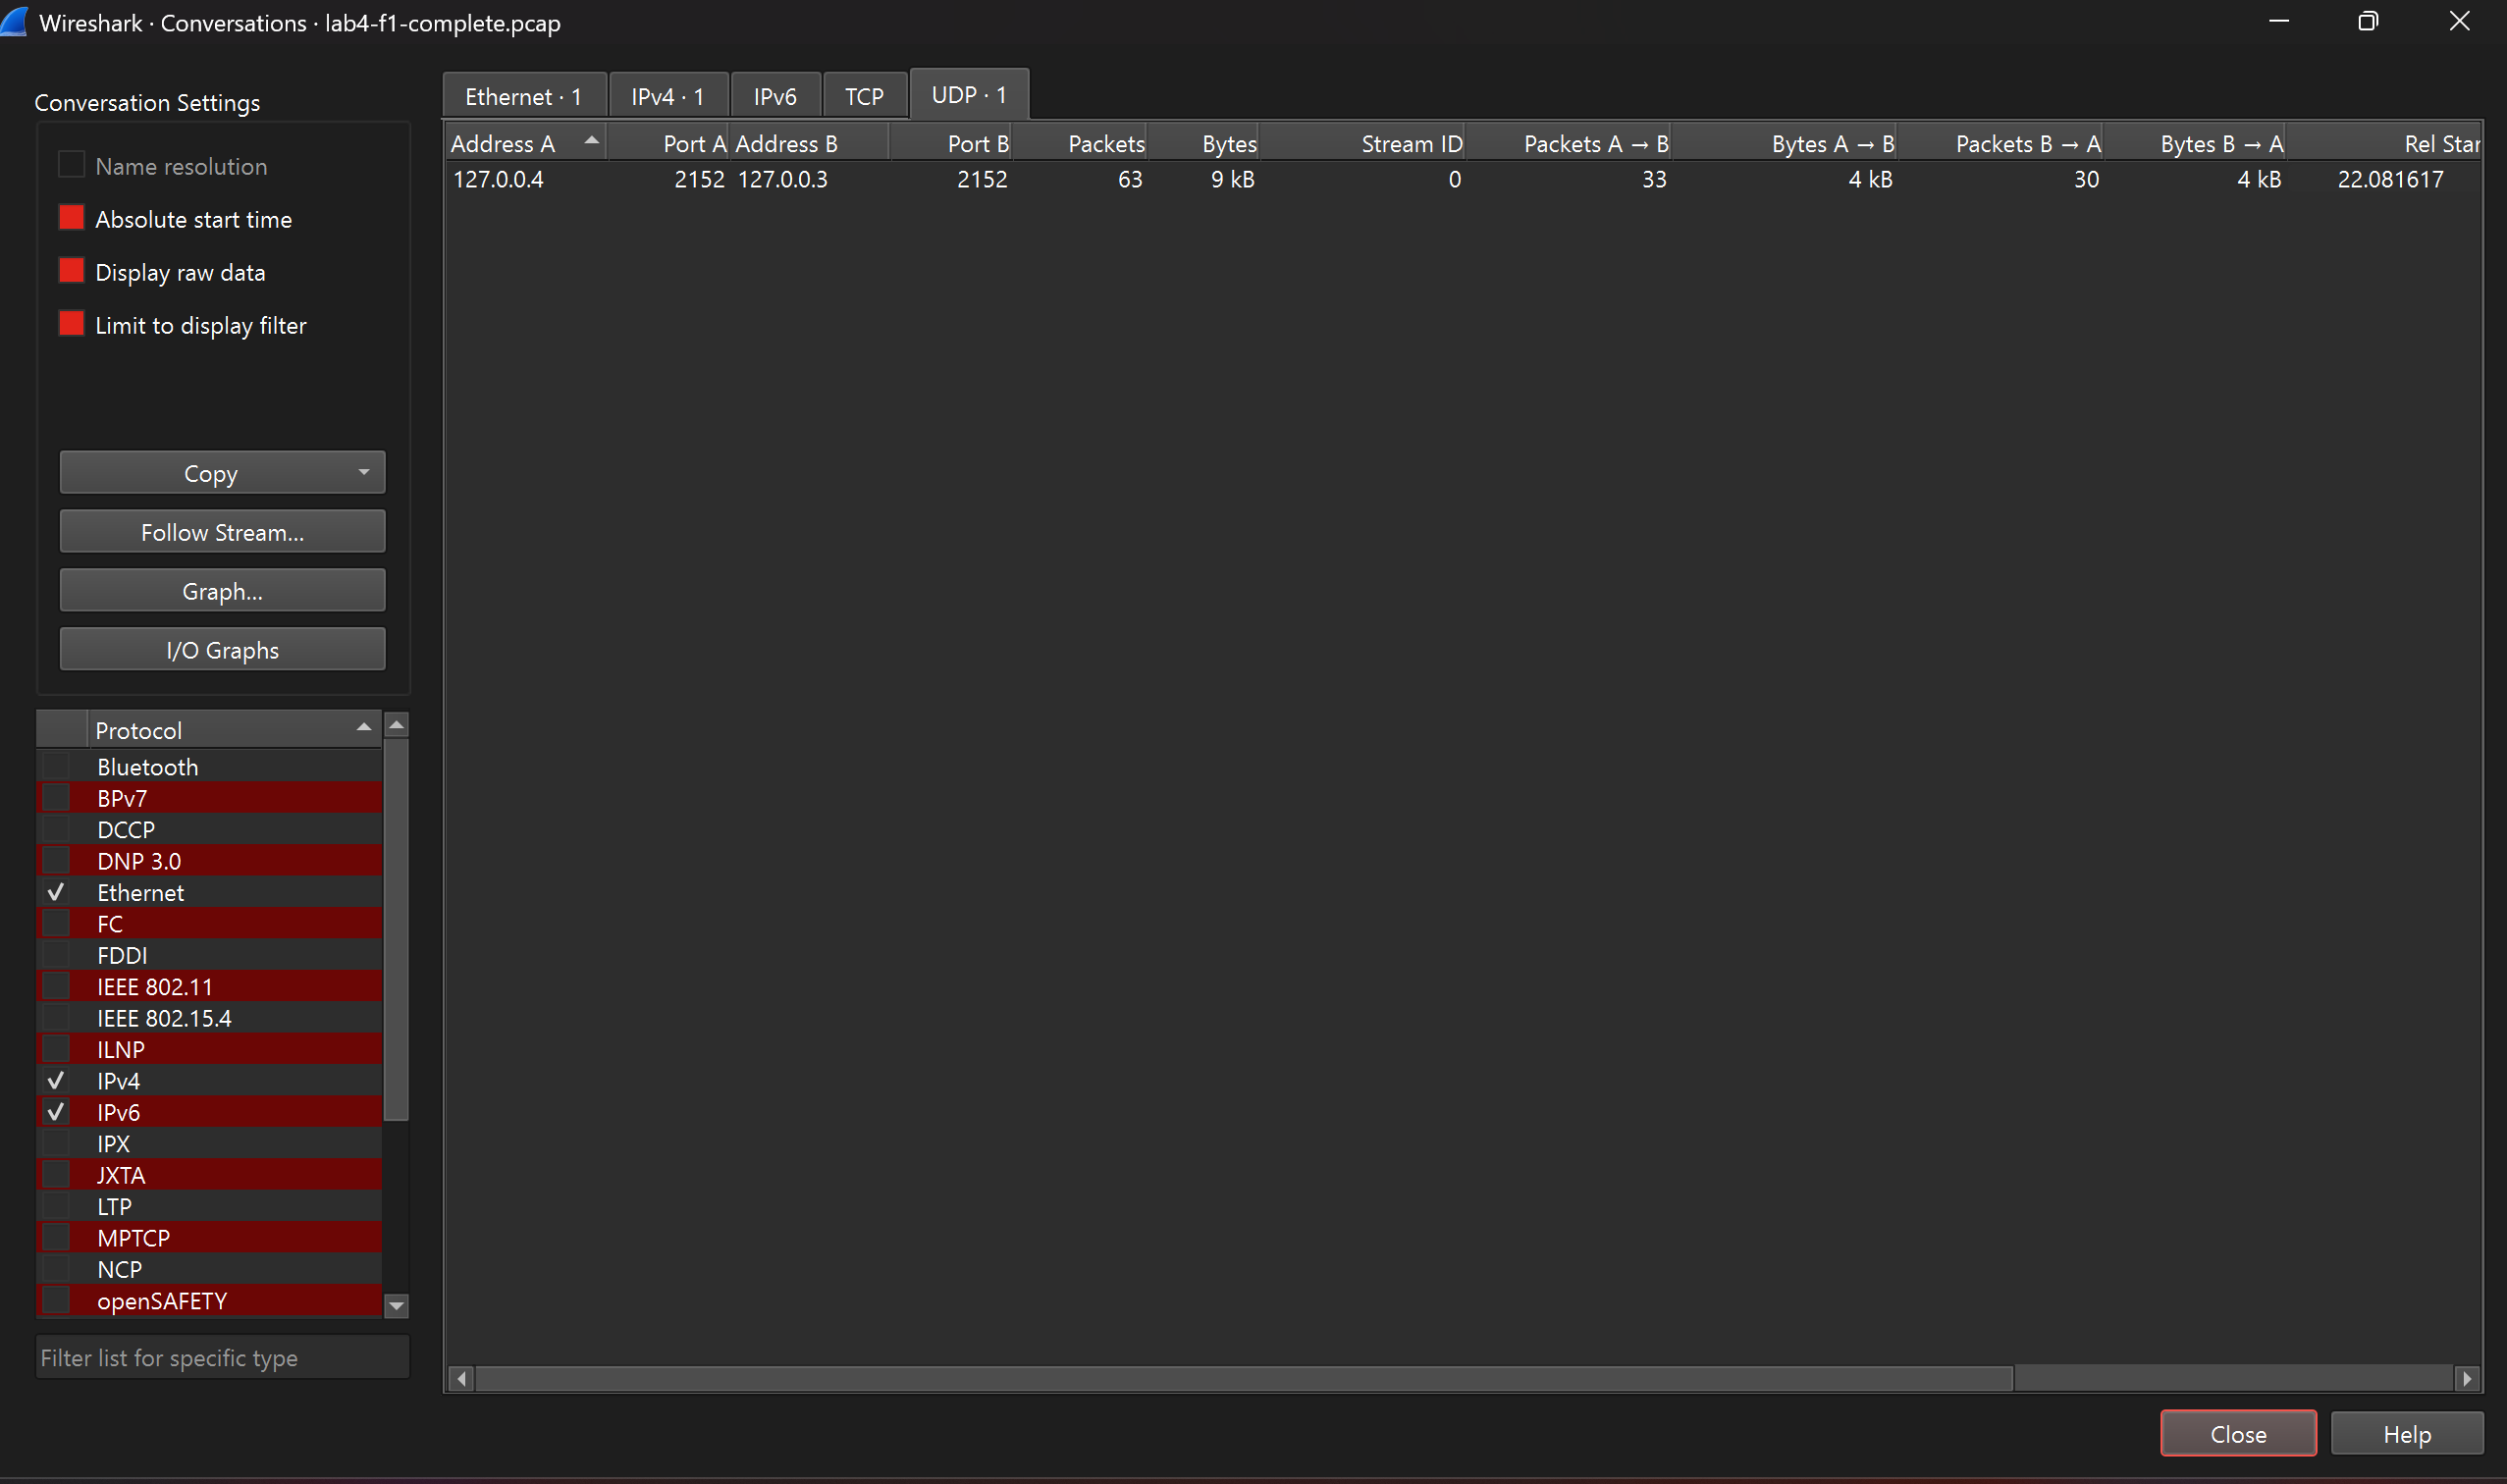 Wireshark · Conversations · lab4-f1-complete.pcap
Conversation Settings
Name resolution
Absolute start time
Display raw data
Limit to display filter
Copy
Follow Stream...
Graph...
I/O Graphs
Protocol
Bluetooth
BPv7
DCCP
DNP 3.0
Ethernet
FC
FDDI
IEEE 802.11
IEEE 802.15.4
ILNP
IPv4
IPv6
IPX
JXTA
LTP
MPTCP
NCP
openSAFETY
Filter list for specific type
Ethernet · 1 IPv4 · 1 IPv6 TCP UDP · 1
Address A Port A Address B Port B Packets Bytes Stream ID Packets A → B Bytes A → B Packets B → A Bytes B → A Rel Star
127.0.0.4 2152 127.0.0.3 2152 63 9 kB 0 33 4 kB 30 4 kB 22.081617
Close Help